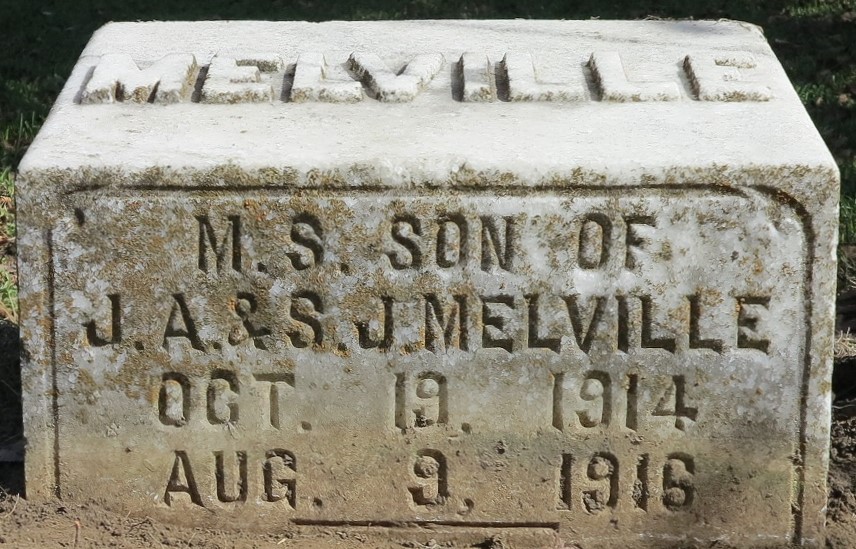 MELVILLE
M. S. SON OF
J. A. & S. J MELVILLE
OCT. 19. 1914
AUG. 9, 1916